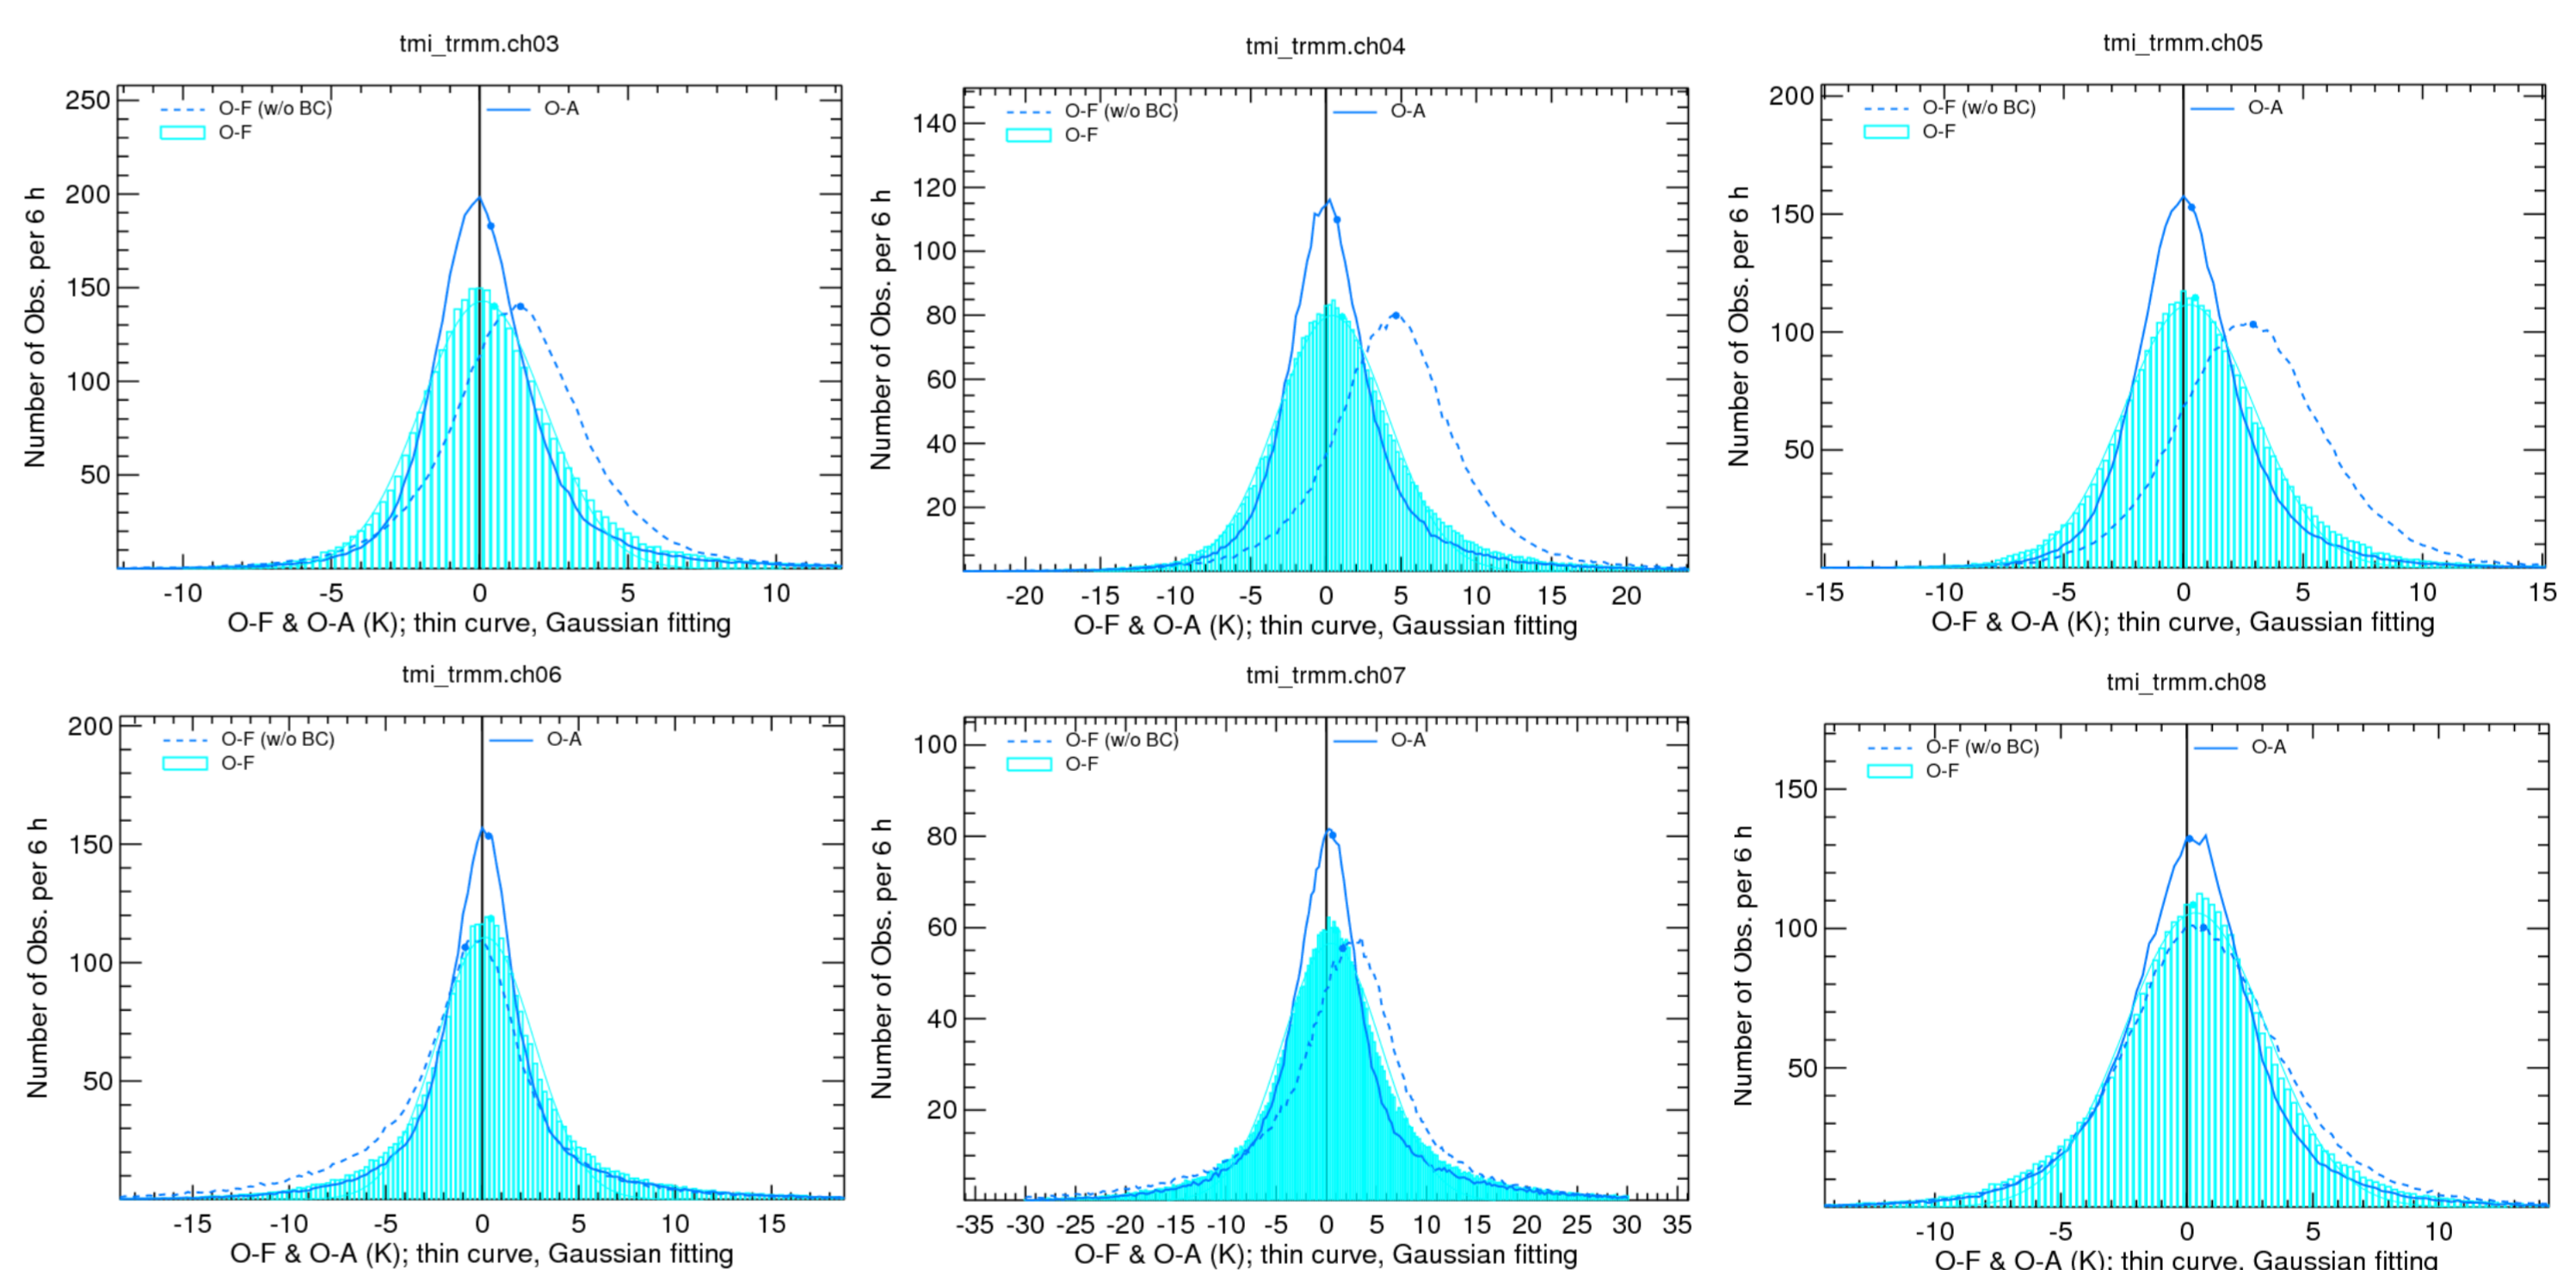 tmi_trmm.ch03
250
200
150
100
50
O-F (w/o BC)
O-A
O-F
Number of Obs. per 6 h
-10 -5 0 5 10
O-F & O-A (K); thin curve, Gaussian fitting
tmi_trmm.ch04
140
120
100
80
60
40
20
O-F (w/o BC)
O-A
O-F
Number of Obs. per 6 h
-20 -15 -10 -5 0 5 10 15 20
O-F & O-A (K); thin curve, Gaussian fitting
tmi_trmm.ch05
200
150
100
50
O-F (w/o BC)
O-A
O-F
Number of Obs. per 6 h
-15 -10 -5 0 5 10 15
O-F & O-A (K); thin curve, Gaussian fitting
tmi_trmm.ch06
200
150
100
50
O-F (w/o BC)
O-A
O-F
Number of Obs. per 6 h
-15 -10 -5 0 5 10 15
O-F & O-A (K); thin curve, Gaussian fitting
tmi_trmm.ch07
100
80
60
40
20
O-F (w/o BC)
O-A
O-F
Number of Obs. per 6 h
-35 -30 -25 -20 -15 -10 -5 0 5 10 15 20 25 30 35
O-F & O-A (K); thin curve, Gaussian fitting
tmi_trmm.ch08
150
100
50
O-F (w/o BC)
O-A
O-F
Number of Obs. per 6 h
-10 -5 0 5 10
O-F & O-A (K); thin curve, Gaussian fitting